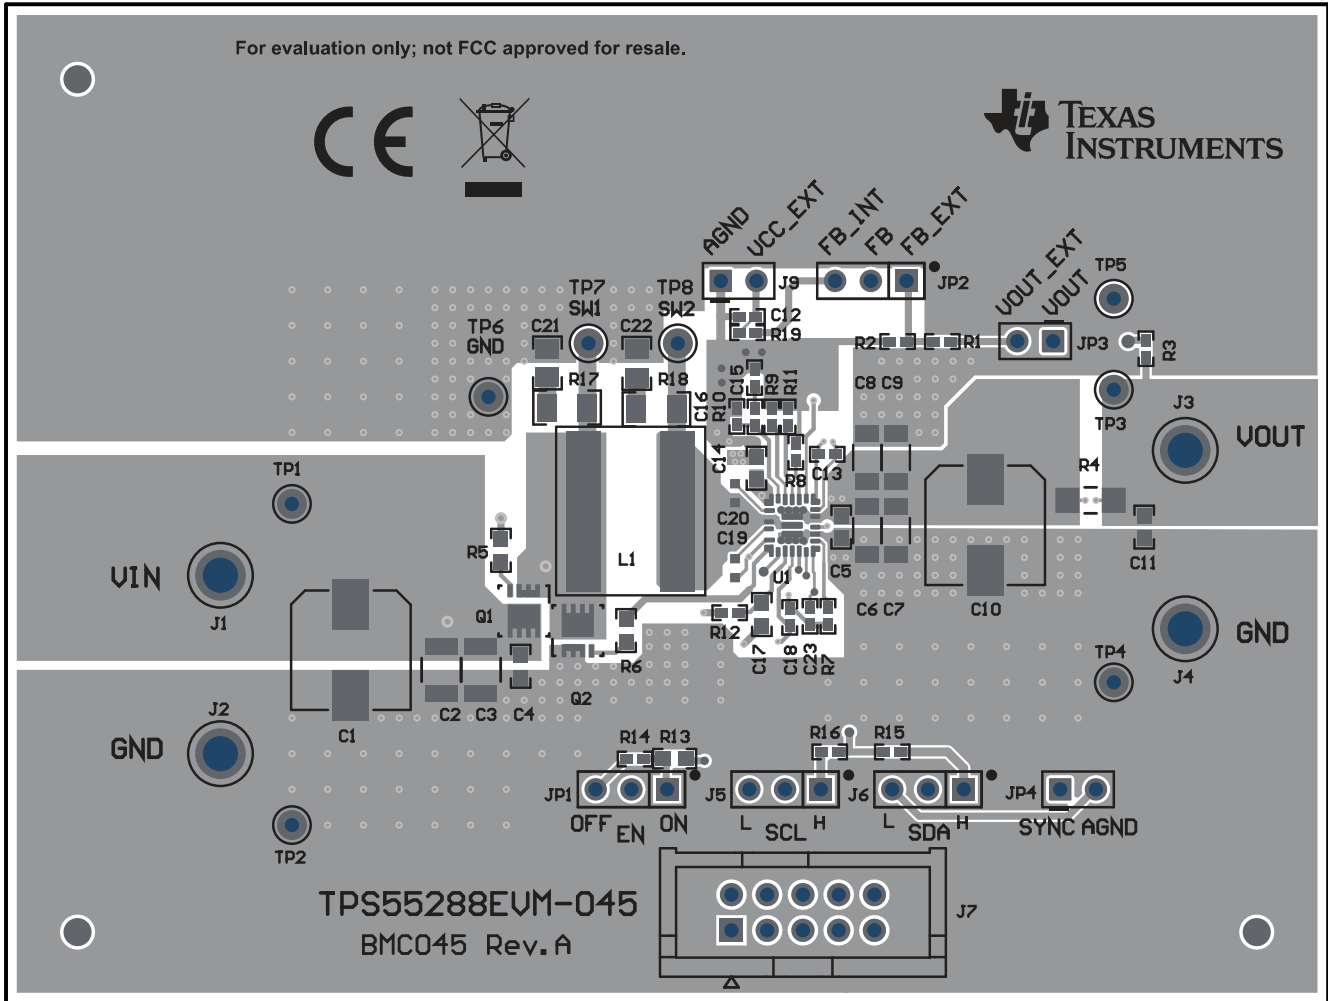 For evaluation only; not FCC approved for resale.
CE
TEXAS
INSTRUMENTS
AGND
VCC_EXT
FB_INT
FB
FB_EXT
J9
JP2
VOUT_EXT
VOUT
JP3
TP5
TP7
SW1
TP8
SW2
TP6
GND
C21
C22
C12
R19
R2
R1
R3
R17
R18
C16
R10
C15
R9
R11
C8 C9
TP3
J3
VOUT
TP1
C14
R8
C13
R4
C20
C19
R5
L1
U1
C5
C11
VIN
J1
Q1
R12
C17
C18
C23
R7
C6 C7
C10
GND
J4
R6
Q2
TP4
J2
GND
C1
C2 C3
C4
R14 R13
R16 R15
JP1
J5
J6
JP4
OFF
EN
ON
L
SCL
H
L
SDA
H
SYNC AGND
TP2
TPS55288EVM-045
BMC045 Rev.A
J7